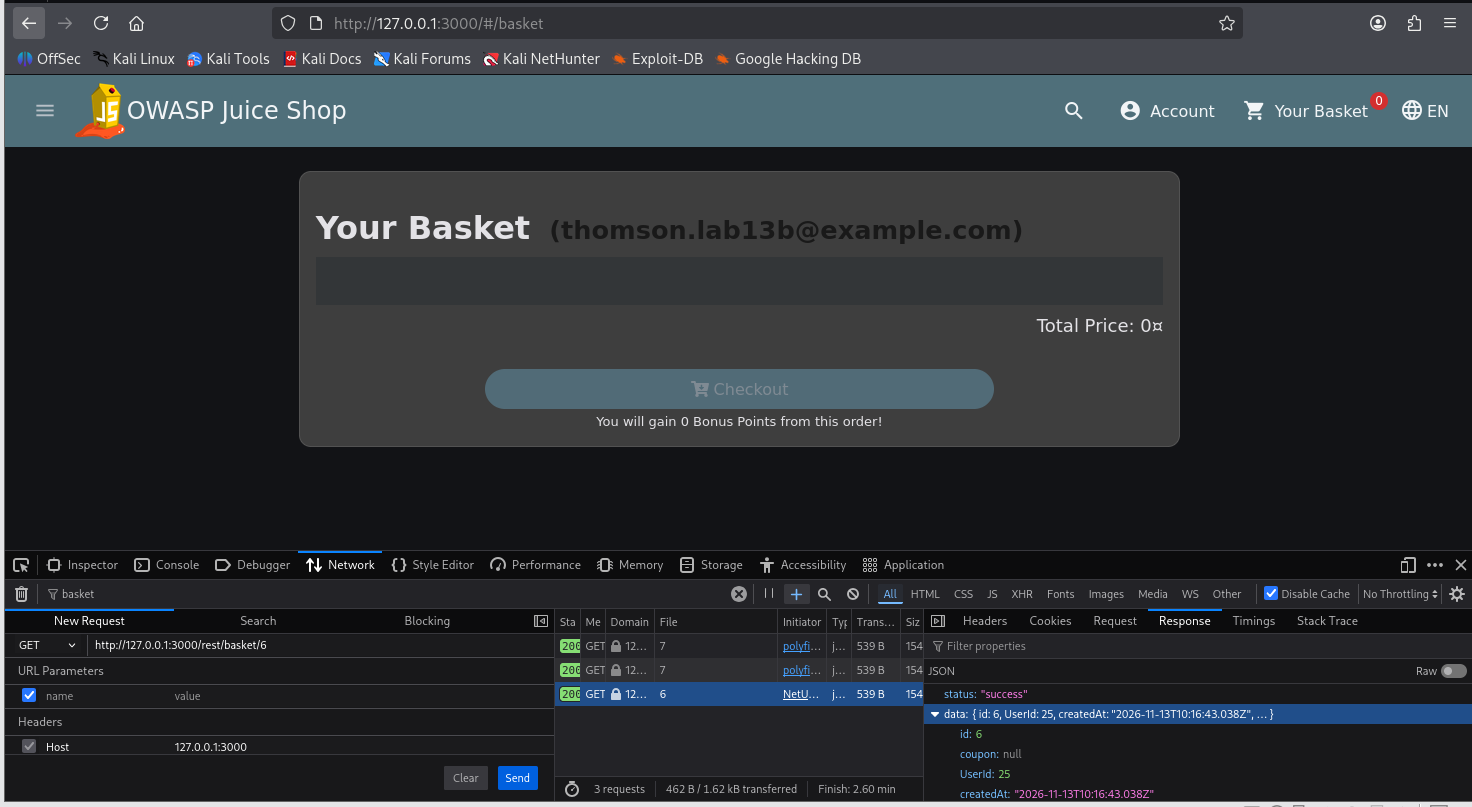 http://127.0.0.1:3000/#/basket
OffSec Kali Linux Kali Tools Kali Docs Kali Forums Kali NetHunter Exploit-DB Google Hacking DB
JS OWASP Juice Shop Account Your Basket 0 EN
Your Basket (thomson.lab13b@example.com)
Total Price: 0¤
Checkout
You will gain 0 Bonus Points from this order!
Inspector Console Debugger Network Style Editor Performance Memory Storage Accessibility Application
basket All HTML CSS JS XHR Fonts Images Media WS Other Disable Cache No Throttling
New Request Search Blocking
GET http://127.0.0.1:3000/rest/basket/6
URL Parameters
name value
Headers
Host 127.0.0.1:3000
Clear Send
Sta Me Domain File Initiator Typ Trans... Siz
200 GET 12... 7 polyfi... j... 539 B 154
200 GET 12... 7 polyfi... j... 539 B 154
200 GET 12... 6 NetU... j... 539 B 154
3 requests 462 B / 1.62 kB transferred Finish: 2.60 min
Headers Cookies Request Response Timings Stack Trace
Filter properties
JSON Raw
status: "success"
data: { id: 6, UserId: 25, createdAt: "2026-11-13T10:16:43.038Z", ... }
id: 6
coupon: null
UserId: 25
createdAt: "2026-11-13T10:16:43.038Z"